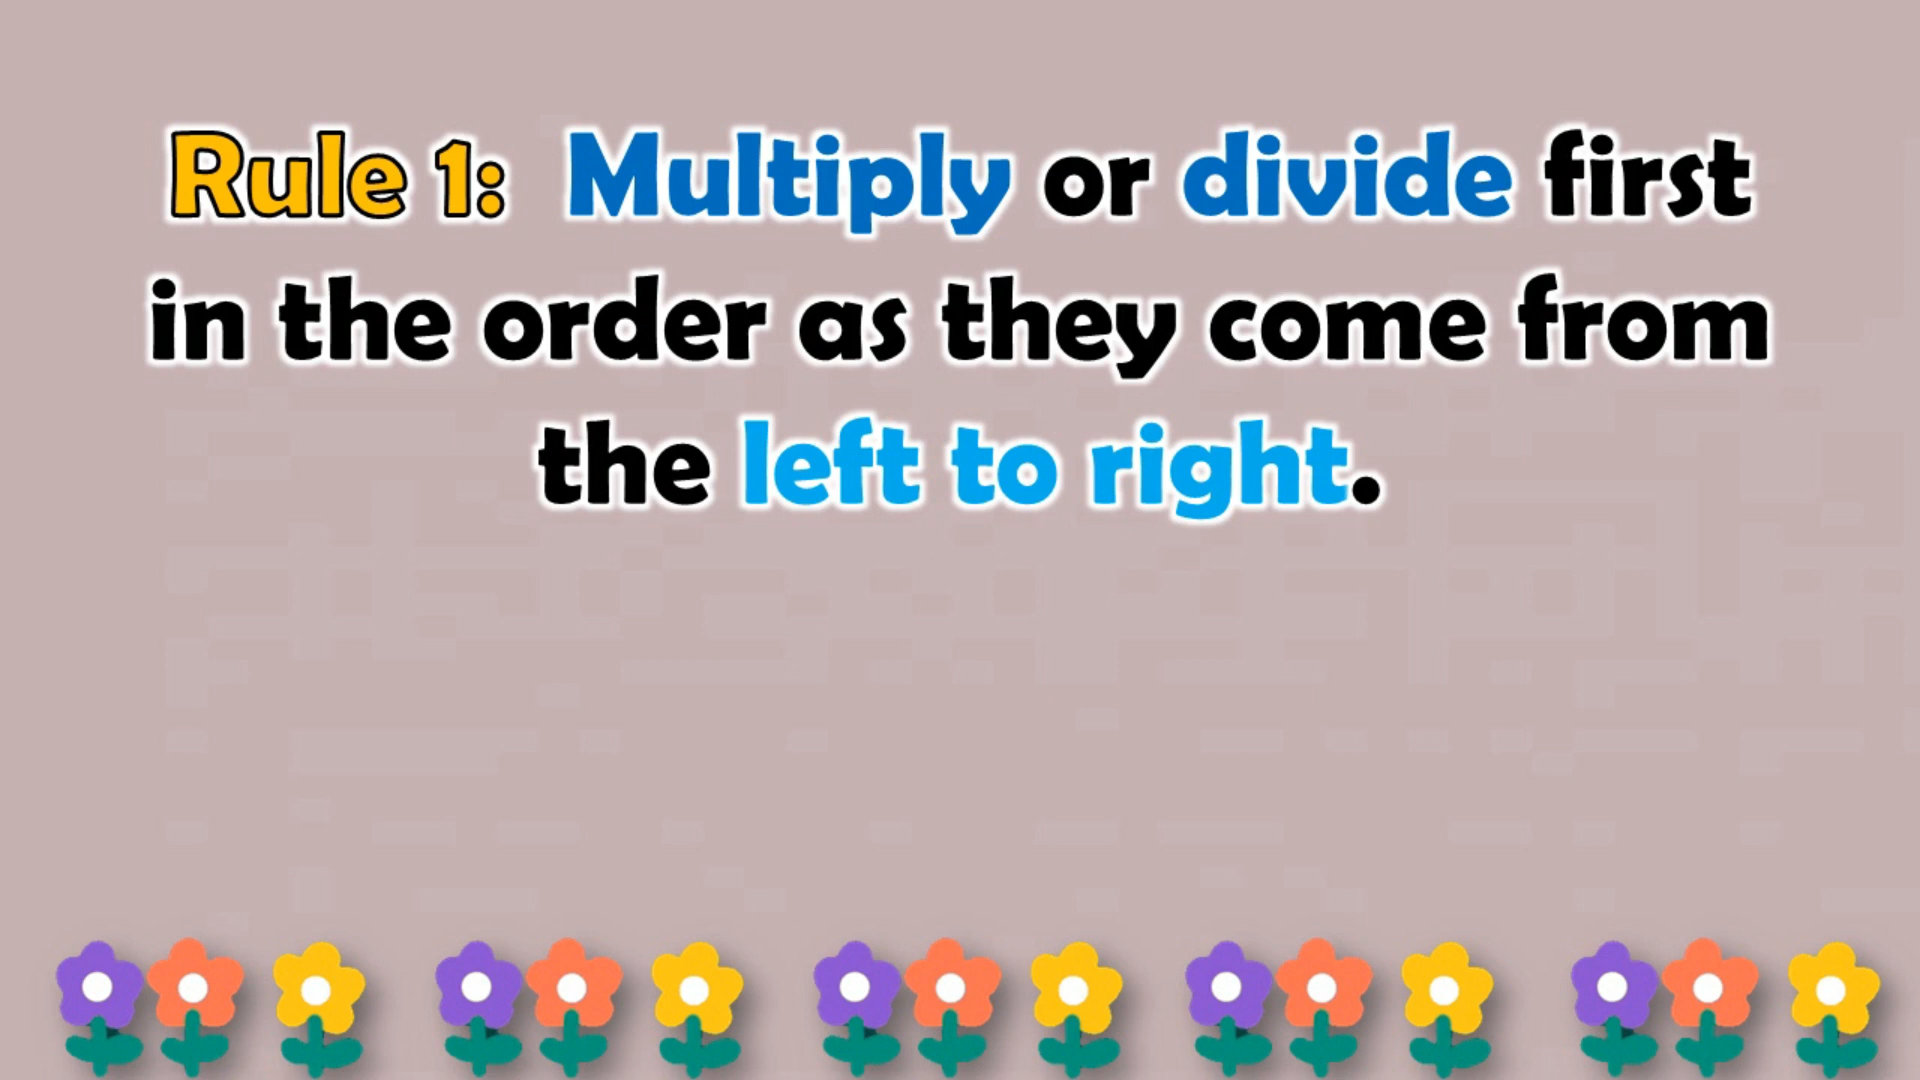 Rule 1: Multiply or divide first
in the order as they come from
the left to right.